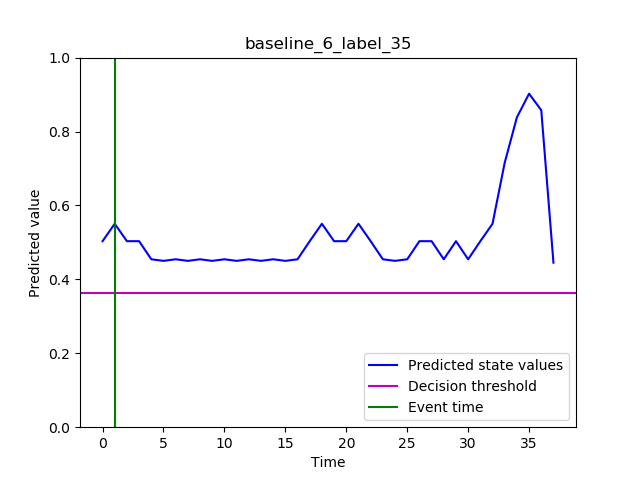 baseline_6_label_35
1.0
0.8
0.6
0.4
0.2
0.0
Predicted value
0 5 10 15 20 25 30 35
Time
Predicted state values
Decision threshold
Event time